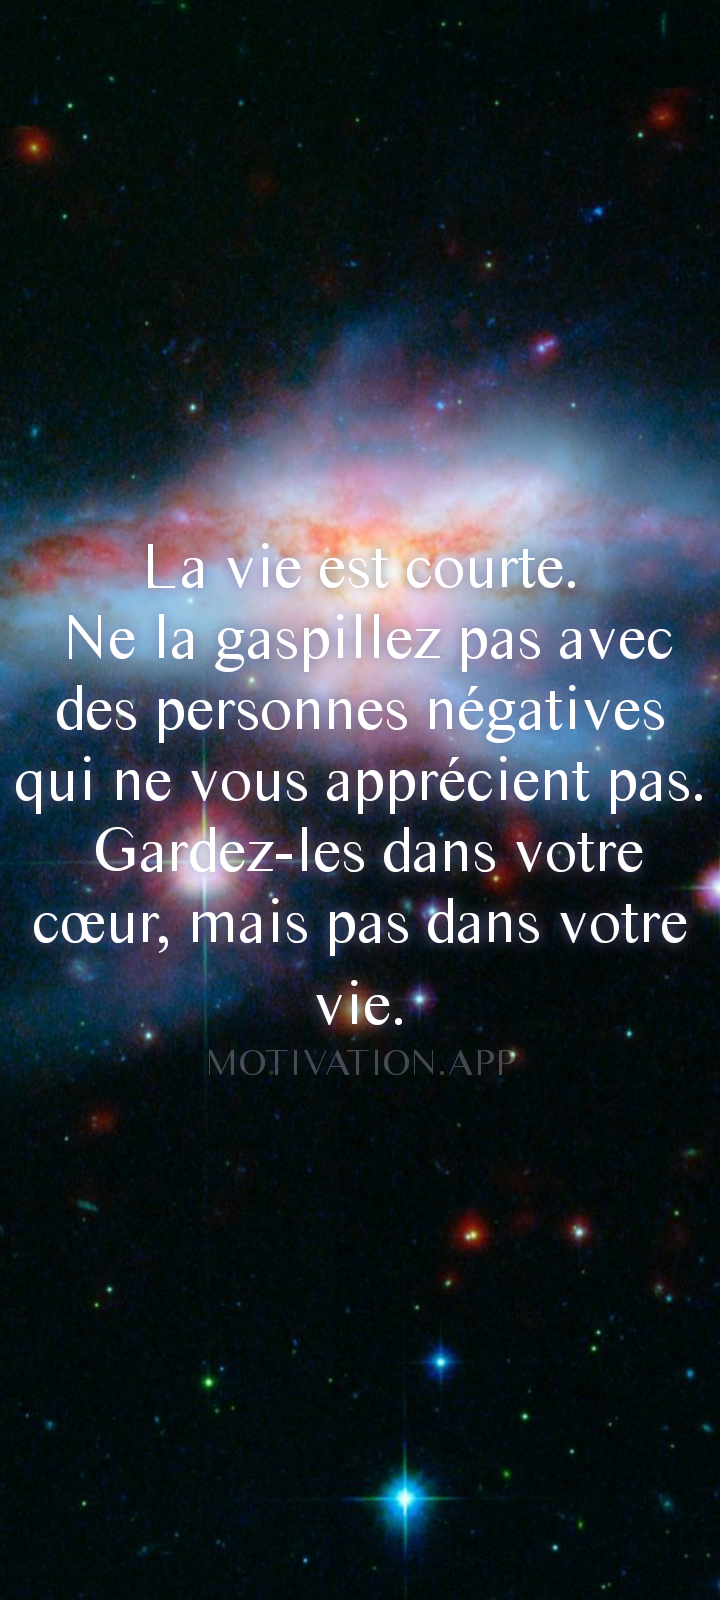 La vie est courte.
Ne la gaspillez pas avec
des personnes négatives
qui ne vous apprécient pas.
Gardez-les dans votre
cœur, mais pas dans votre
vie.
MOTIVATION.APP